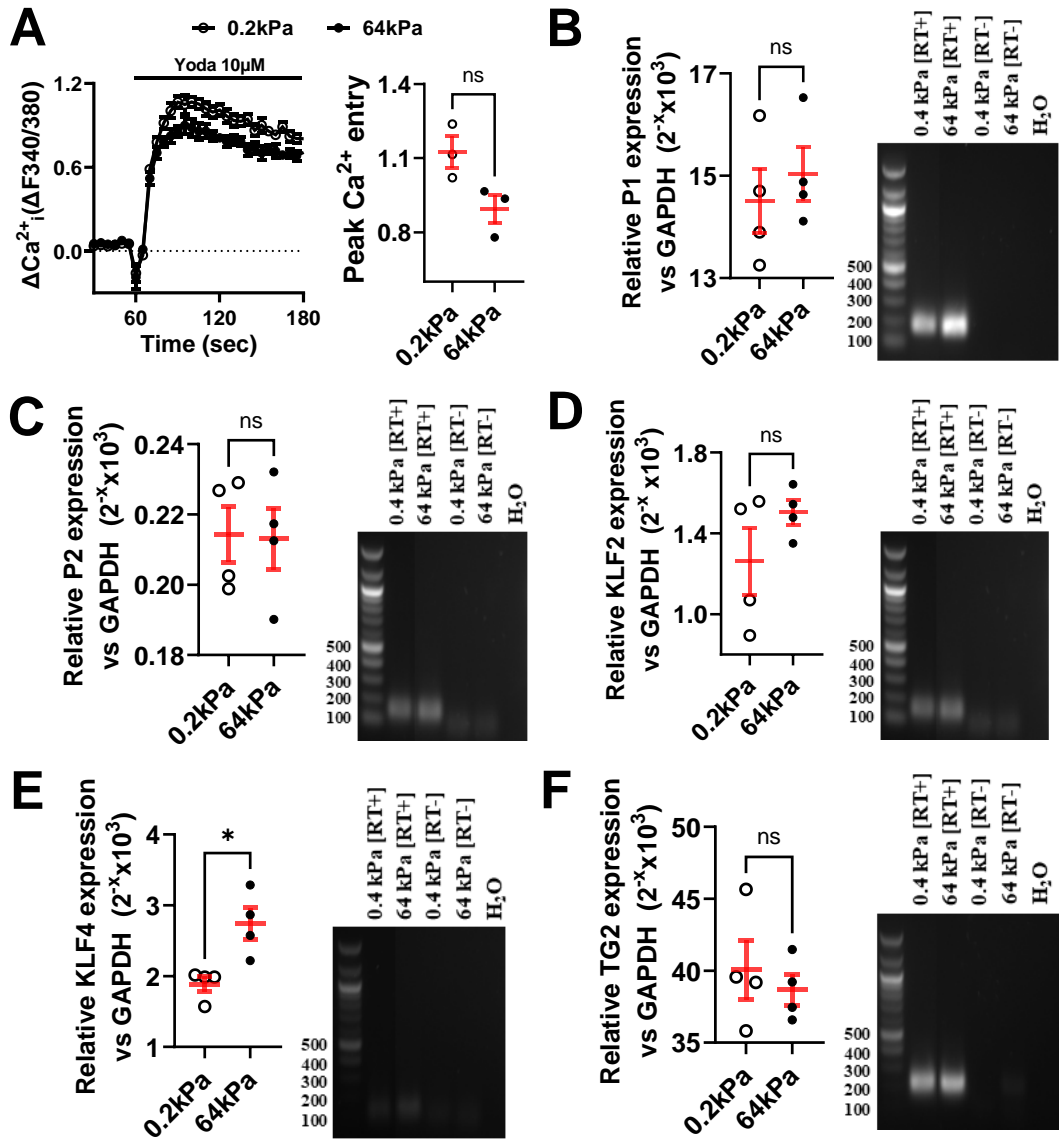 A
0.2kPa
64kPa
Yoda 10µM
ΔCa²⁺ᵢ(ΔF340/380)
1.2
0.6
0.0
60
120
180
Time (sec)
Peak Ca²⁺ entry
1.4
1.1
0.8
ns
0.2kPa
64kPa
B
Relative P1 expression
vs GAPDH (2⁻ˣx10³)
17
15
13
ns
0.2kPa
64kPa
0.4 kPa [RT+]
64 kPa [RT+]
0.4 kPa [RT-]
64 kPa [RT-]
H₂O
500
400
300
200
100
C
Relative P2 expression
vs GAPDH (2⁻ˣx10³)
0.24
0.22
0.20
0.18
ns
0.2kPa
64kPa
0.4 kPa [RT+]
64 kPa [RT+]
0.4 kPa [RT-]
64 kPa [RT-]
H₂O
500
400
300
200
100
D
Relative KLF2 expression
vs GAPDH (2⁻ˣx10³)
1.8
1.4
1.0
ns
0.2kPa
64kPa
0.4 kPa [RT+]
64 kPa [RT+]
0.4 kPa [RT-]
64 kPa [RT-]
H₂O
500
400
300
200
100
E
Relative KLF4 expression
vs GAPDH (2⁻ˣx10³)
4
3
2
1
*
0.2kPa
64kPa
0.4 kPa [RT+]
64 kPa [RT+]
0.4 kPa [RT-]
64 kPa [RT-]
H₂O
500
400
300
200
100
F
Relative TG2 expression
vs GAPDH (2⁻ˣx10³)
50
45
40
35
ns
0.2kPa
64kPa
0.4 kPa [RT+]
64 kPa [RT+]
0.4 kPa [RT-]
64 kPa [RT-]
H₂O
500
400
300
200
100